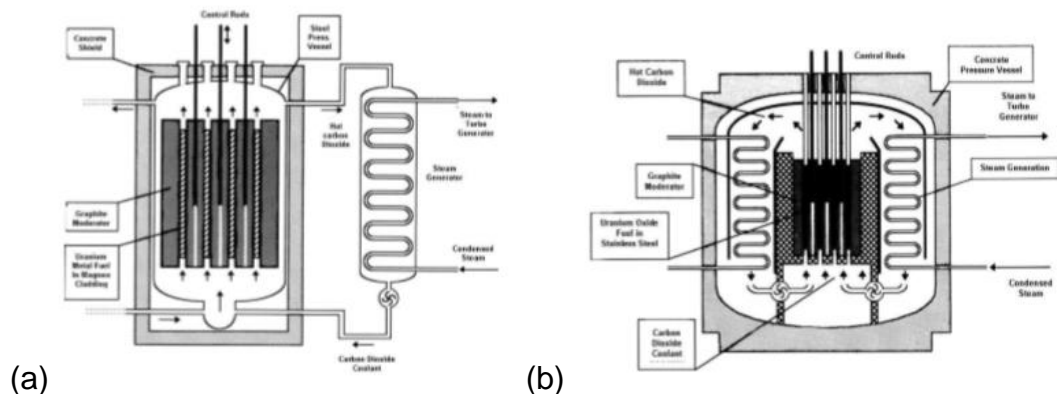 Control Rods
Concrete
Shield
Steel
Press.
Vessel
Hot
carbon
Dioxide
Steam to
Turbo
Generator
Steam
Generator
Graphite
Moderator
Uranium
Metal Fuel
in Magnox
Cladding
Condensed
Steam
Carbon Dioxide
Coolant
(a)
Control Rods
Hot Carbon
Dioxide
Concrete
Pressure Vessel
Steam to
Turbo
Generator
Graphite
Moderator
Steam Generation
Uranium Oxide
Fuel in
Stainless Steel
Condensed
Steam
Carbon
Dioxide
Coolant
(b)